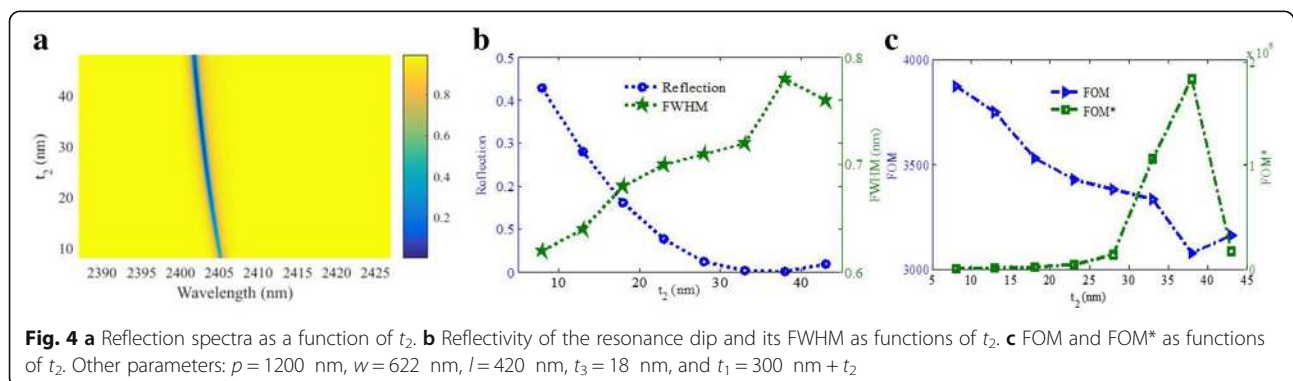 a
40
30
20
10
t2 (nm)
2390 2395 2400 2405 2410 2415 2420 2425
Wavelength (nm)
0.8
0.6
0.4
0.2
b
0.5
0.4
0.3
0.2
0.2
0
Reflection
Reflection
FWHM
0.8
0.7
0.6
FWHM (nm)
10 20 30 40
t2 (nm)
c
4000
3500
3000
FOM
FOM
FOM*
x 10^6
2
1
0
FOM*
5 10 15 20 25 30 35 40 45
t2(nm)
Fig. 4 a Reflection spectra as a function of t2. b Reflectivity of the resonance dip and its FWHM as functions of t2. c FOM and FOM* as functions
of t2. Other parameters: p = 1200 nm, w = 622 nm, l = 420 nm, t3 = 18 nm, and t1 = 300 nm + t2